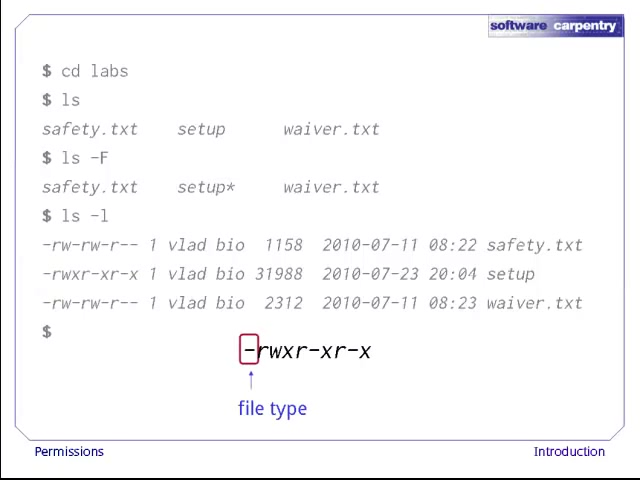 software carpentry
$ cd labs
$ ls
safety.txt setup waiver.txt
$ ls -F
safety.txt setup* waiver.txt
$ ls -l
-rw-rw-r-- 1 vlad bio 1158 2010-07-11 08:22 safety.txt
-rwxr-xr-x 1 vlad bio 31988 2010-07-23 20:04 setup
-rw-rw-r-- 1 vlad bio 2312 2010-07-11 08:23 waiver.txt
$
-rwxr-xr-x
file type
Permissions Introduction